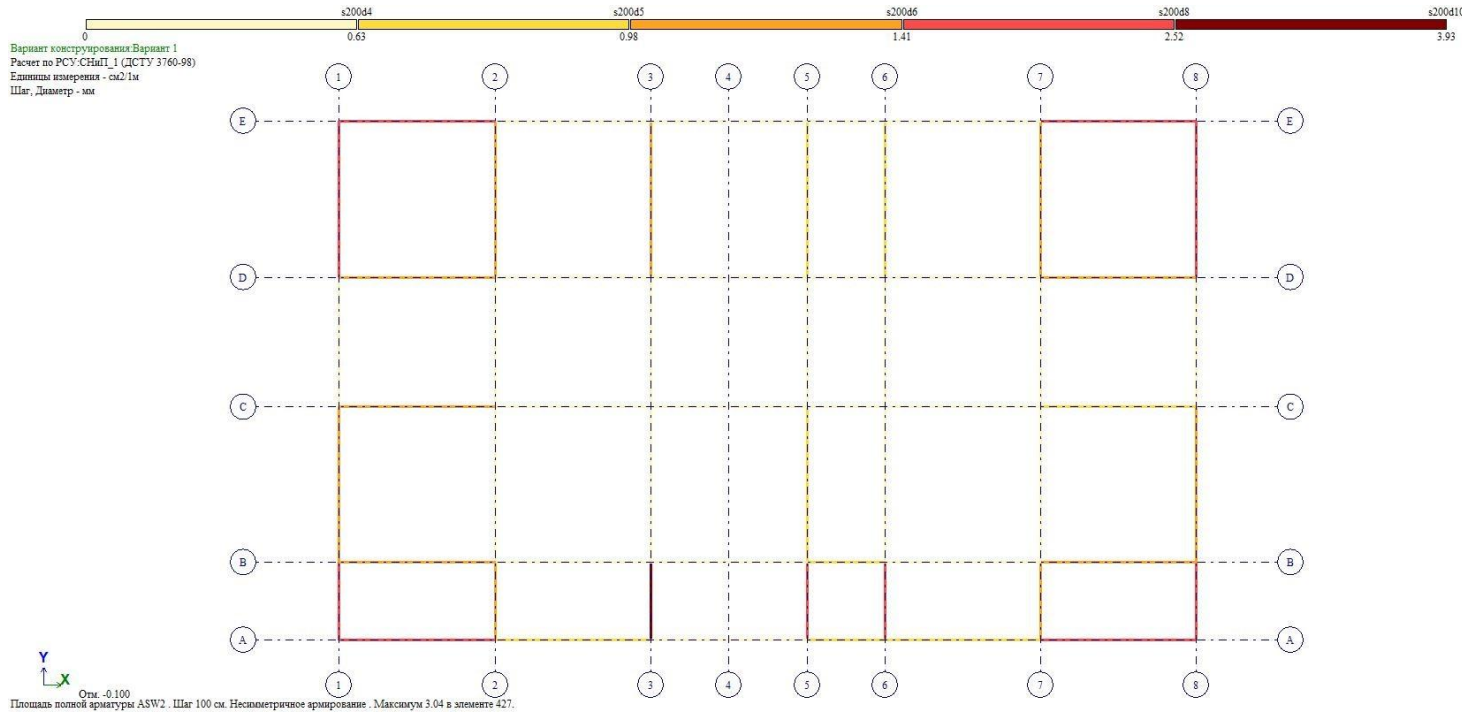 s200d4 s200d5 s200d6 s200d8 s200d10
0 0.63 0.98 1.41 2.52 3.93
Вариант конструирования:Вариант 1
Расчет по РСУ:СНиП_1 (ДСТУ 3760-98)
Единицы измерения - см2/1м
Шаг, Диаметр - мм
1 2 3 4 5 6 7 8
E E
D D
C C
B B
A A
1 2 3 4 5 6 7 8
Y
X
Отм. -0.100
Площадь полной арматуры ASW2 . Шаг 100 см. Несимметричное армирование . Максимум 3.04 в элементе 427.